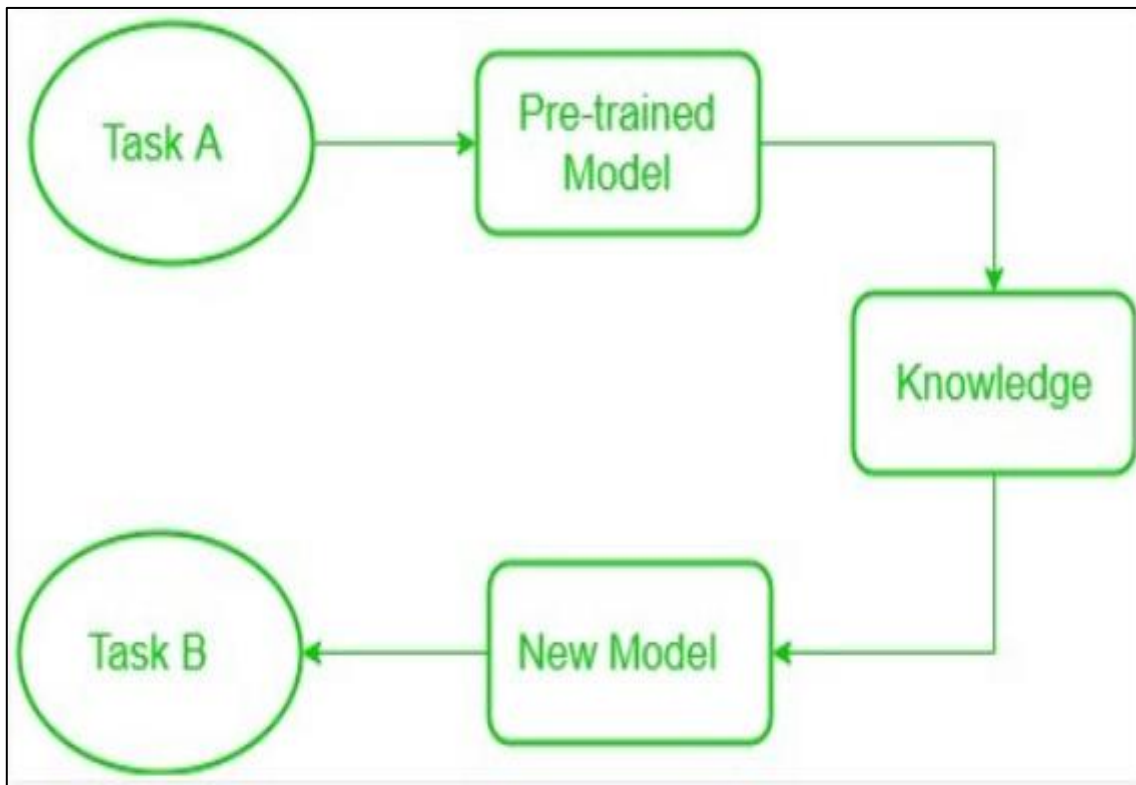 Task A
Pre-trained
Model
Knowledge
New Model
Task B